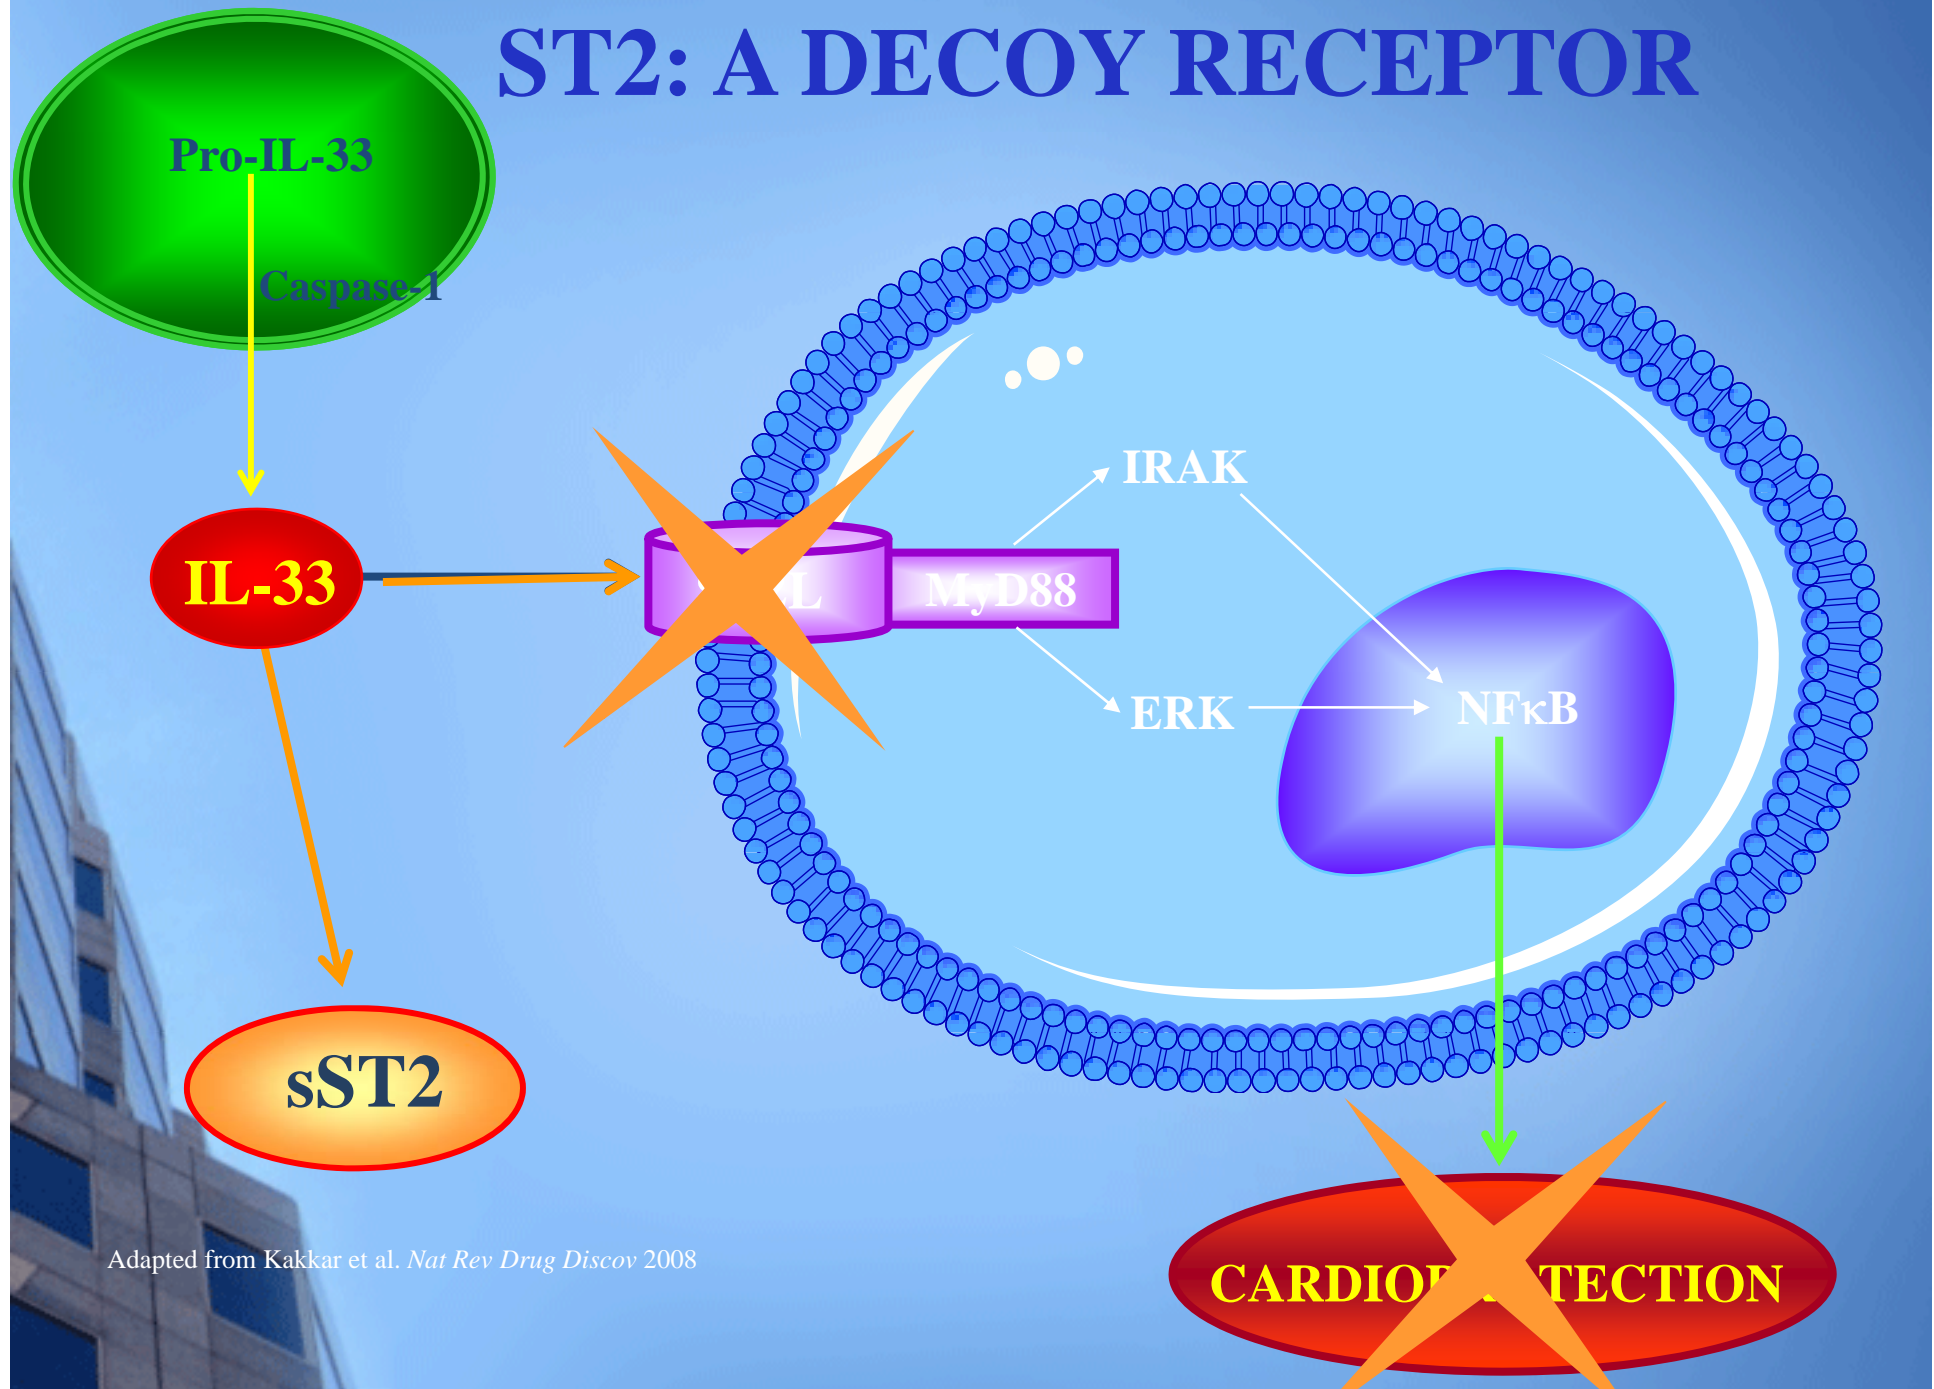 ST2: A DECOY RECEPTOR
Pro-IL-33
Caspase-1
IRAK
IL-33
MyD88
NFκB
ERK
sST2
Adapted from Kakkar et al. Nat Rev Drug Discov 2008